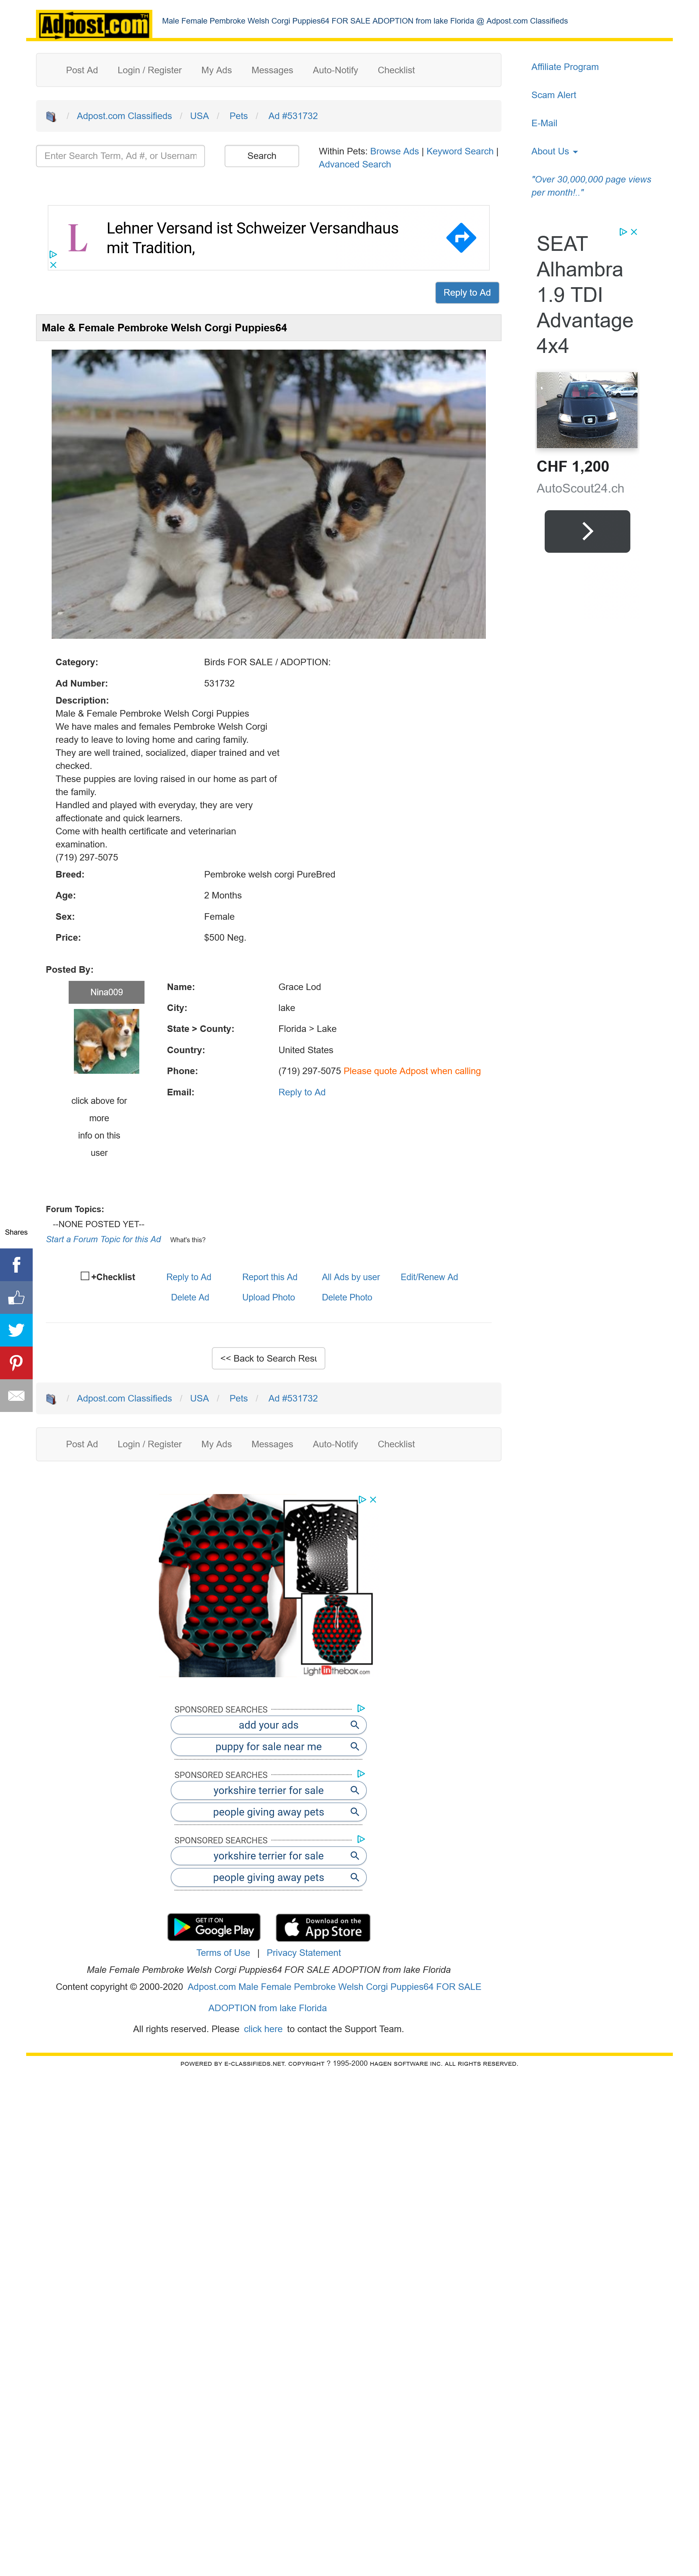 Adpost.com™
Male Female Pembroke Welsh Corgi Puppies64 FOR SALE ADOPTION from lake Florida @ Adpost.com Classifieds
Post Ad Login / Register My Ads Messages Auto-Notify Checklist
Affiliate Program
Scam Alert
E-Mail
About Us
"Over 30,000,000 page views
per month!.."
/ Adpost.com Classifieds / USA / Pets / Ad #531732
Enter Search Term, Ad #, or Usernam
Search
Within Pets: Browse Ads | Keyword Search |
Advanced Search
L
Lehner Versand ist Schweizer Versandhaus
mit Tradition,
SEAT
Alhambra
1.9 TDI
Advantage
4x4
CHF 1,200
AutoScout24.ch
Reply to Ad
Male & Female Pembroke Welsh Corgi Puppies64
Category: Birds FOR SALE / ADOPTION:
Ad Number: 531732
Description:
Male & Female Pembroke Welsh Corgi Puppies
We have males and females Pembroke Welsh Corgi
ready to leave to loving home and caring family.
They are well trained, socialized, diaper trained and vet
checked.
These puppies are loving raised in our home as part of
the family.
Handled and played with everyday, they are very
affectionate and quick learners.
Come with health certificate and veterinarian
examination.
(719) 297-5075
Breed: Pembroke welsh corgi PureBred
Age: 2 Months
Sex: Female
Price: $500 Neg.
Posted By:
Nina009
click above for
more
info on this
user
Name: Grace Lod
City: lake
State > County: Florida > Lake
Country: United States
Phone: (719) 297-5075 Please quote Adpost when calling
Email: Reply to Ad
Forum Topics:
--NONE POSTED YET--
Start a Forum Topic for this Ad What's this?
Shares
+Checklist Reply to Ad Report this Ad All Ads by user Edit/Renew Ad
Delete Ad Upload Photo Delete Photo
<< Back to Search Resu
/ Adpost.com Classifieds / USA / Pets / Ad #531732
Post Ad Login / Register My Ads Messages Auto-Notify Checklist
LightInTheBox.com
SPONSORED SEARCHES
add your ads
puppy for sale near me
SPONSORED SEARCHES
yorkshire terrier for sale
people giving away pets
SPONSORED SEARCHES
yorkshire terrier for sale
people giving away pets
GET IT ON
Google Play
Download on the
App Store
Terms of Use | Privacy Statement
Male Female Pembroke Welsh Corgi Puppies64 FOR SALE ADOPTION from lake Florida
Content copyright © 2000-2020 Adpost.com Male Female Pembroke Welsh Corgi Puppies64 FOR SALE
ADOPTION from lake Florida
All rights reserved. Please click here to contact the Support Team.
POWERED BY E-CLASSIFIEDS.NET. COPYRIGHT ? 1995-2000 HAGEN SOFTWARE INC. ALL RIGHTS RESERVED.